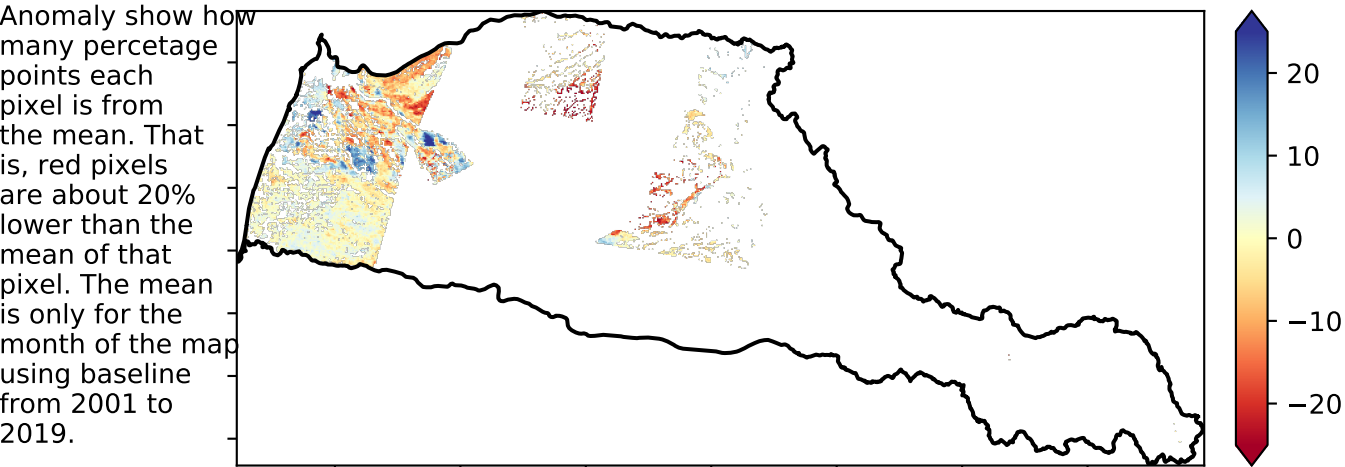 Anomaly show how
many percetage
points each
pixel is from
the mean. That
is, red pixels
are about 20%
lower than the
mean of that
pixel. The mean
is only for the
month of the map
using baseline
from 2001 to
2019.
20
10
0
−10
−20